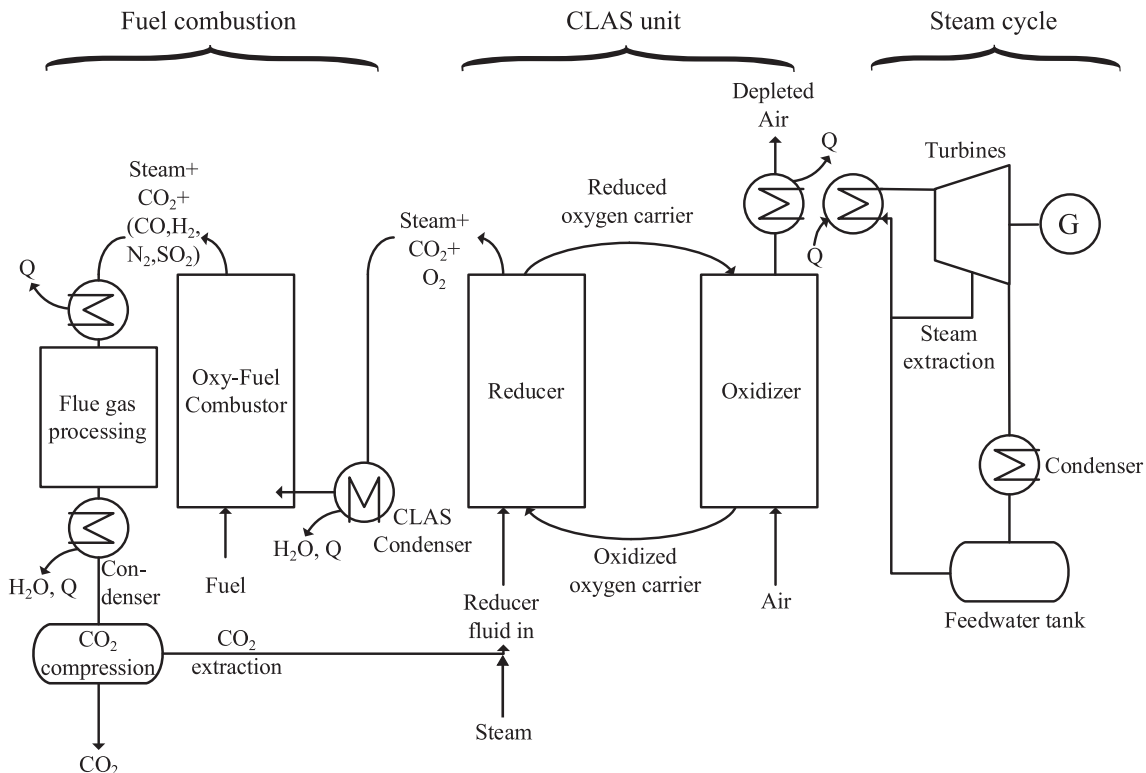 Fuel combustion
CLAS unit
Steam cycle
Depleted
Air
Q
Turbines
Steam+
CO₂+
(CO,H₂,
N₂,SO₂)
Reduced
oxygen carrier
Steam+
CO₂+
O₂
Q
G
Q
Steam
extraction
Oxy-Fuel
Combustor
Reducer
Oxidizer
Flue gas
processing
Condenser
CLAS
Condenser
H₂O, Q
Oxidized
oxygen carrier
Con-
denser
H₂O, Q
Fuel
Reducer
fluid in
Air
Feedwater tank
CO₂
compression
CO₂
extraction
Steam
CO₂